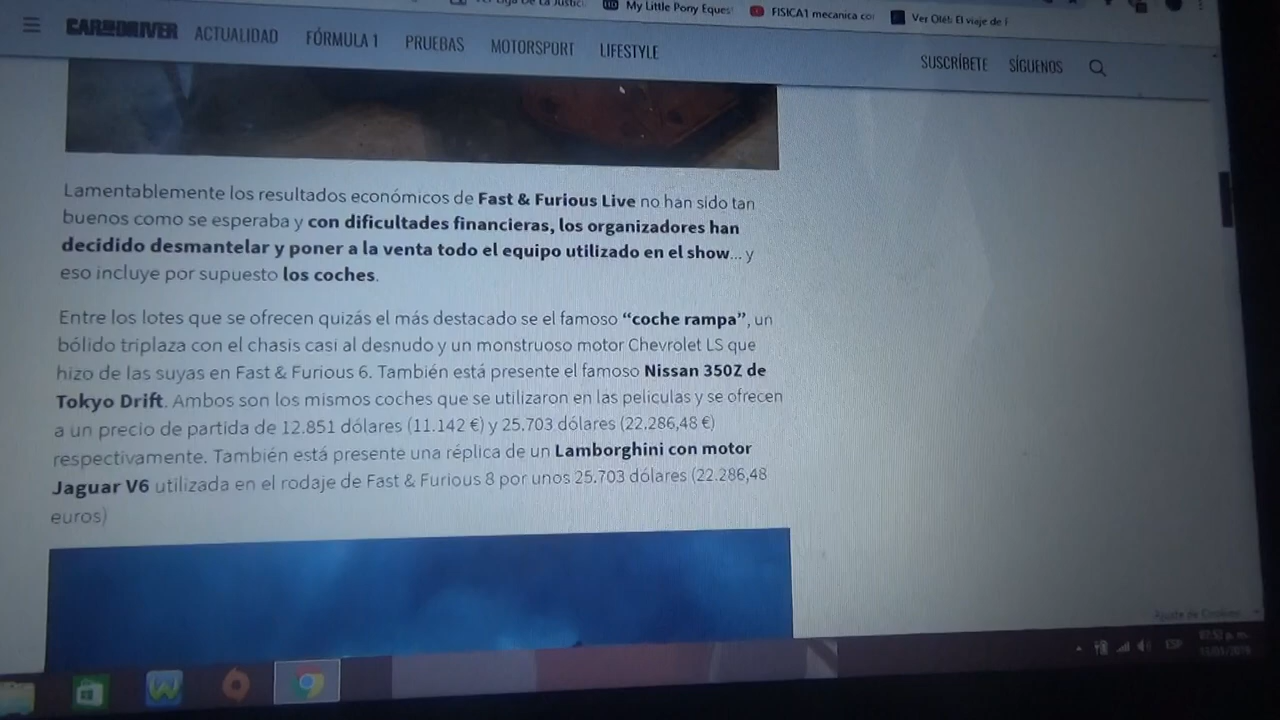 My Little Pony Equest
FISICA1 mecanica cor
CAR AND DRIVER
ACTUALIDAD
FÓRMULA 1
PRUEBAS
MOTORSPORT
LIFESTYLE
SUSCRÍBETE
SÍGUENOS
Lamentablemente los resultados económicos de Fast & Furious Live no han sido tan
buenos como se esperaba y con dificultades financieras, los organizadores han
decidido desmantelar y poner a la venta todo el equipo utilizado en el show... y
eso incluye por supuesto los coches.
Entre los lotes que se ofrecen quizás el más destacado se el famoso “coche rampa”, un
bólido triplaza con el chasis casi al desnudo y un monstruoso motor Chevrolet LS que
hizo de las suyas en Fast & Furious 6. También está presente el famoso Nissan 350Z de
Tokyo Drift. Ambos son los mismos coches que se utilizaron en las peliculas y se ofrecen
a un precio de partida de 12.851 dólares (11.142 €) y 25.703 dólares (22.286,48 €)
respectivamente. También está presente una réplica de un Lamborghini con motor
Jaguar V6 utilizada en el rodaje de Fast & Furious 8 por unos 25.703 dólares (22.286,48
euros)
ESP